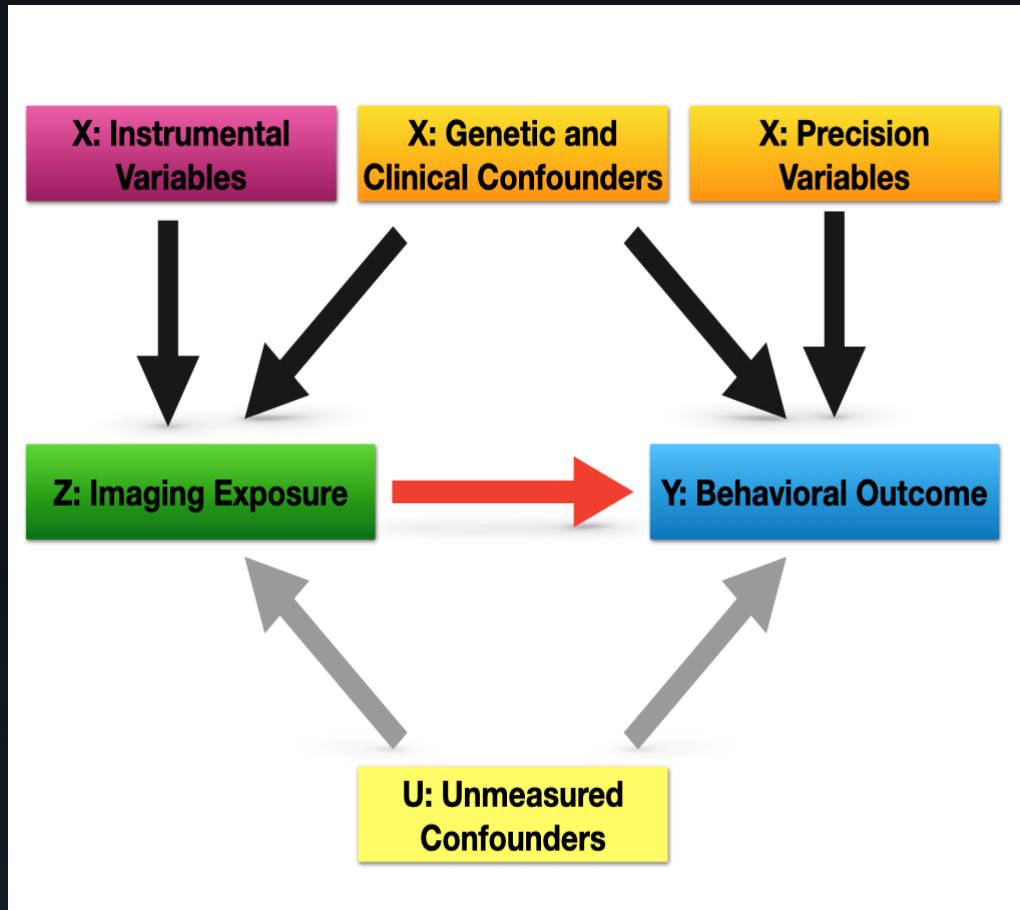 X: Instrumental
Variables
X: Genetic and
Clinical Confounders
X: Precision
Variables
Z: Imaging Exposure
Y: Behavioral Outcome
U: Unmeasured
Confounders